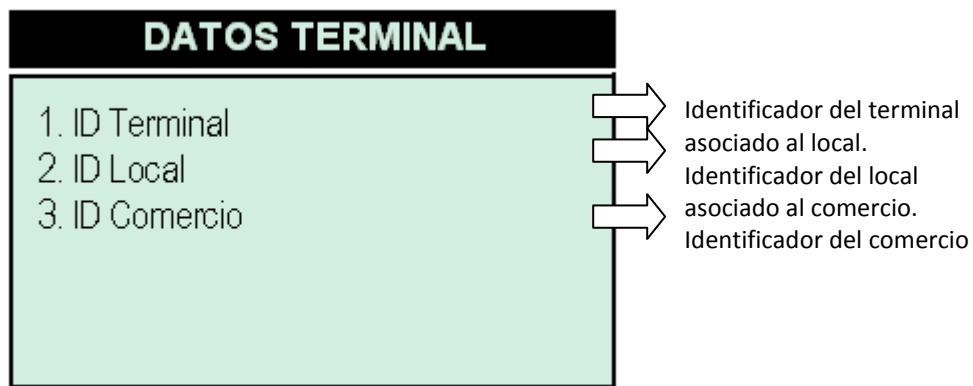 DATOS TERMINAL
1. ID Terminal
2. ID Local
3. ID Comercio
Identificador del terminal
asociado al local.
Identificador del local
asociado al comercio.
Identificador del comercio